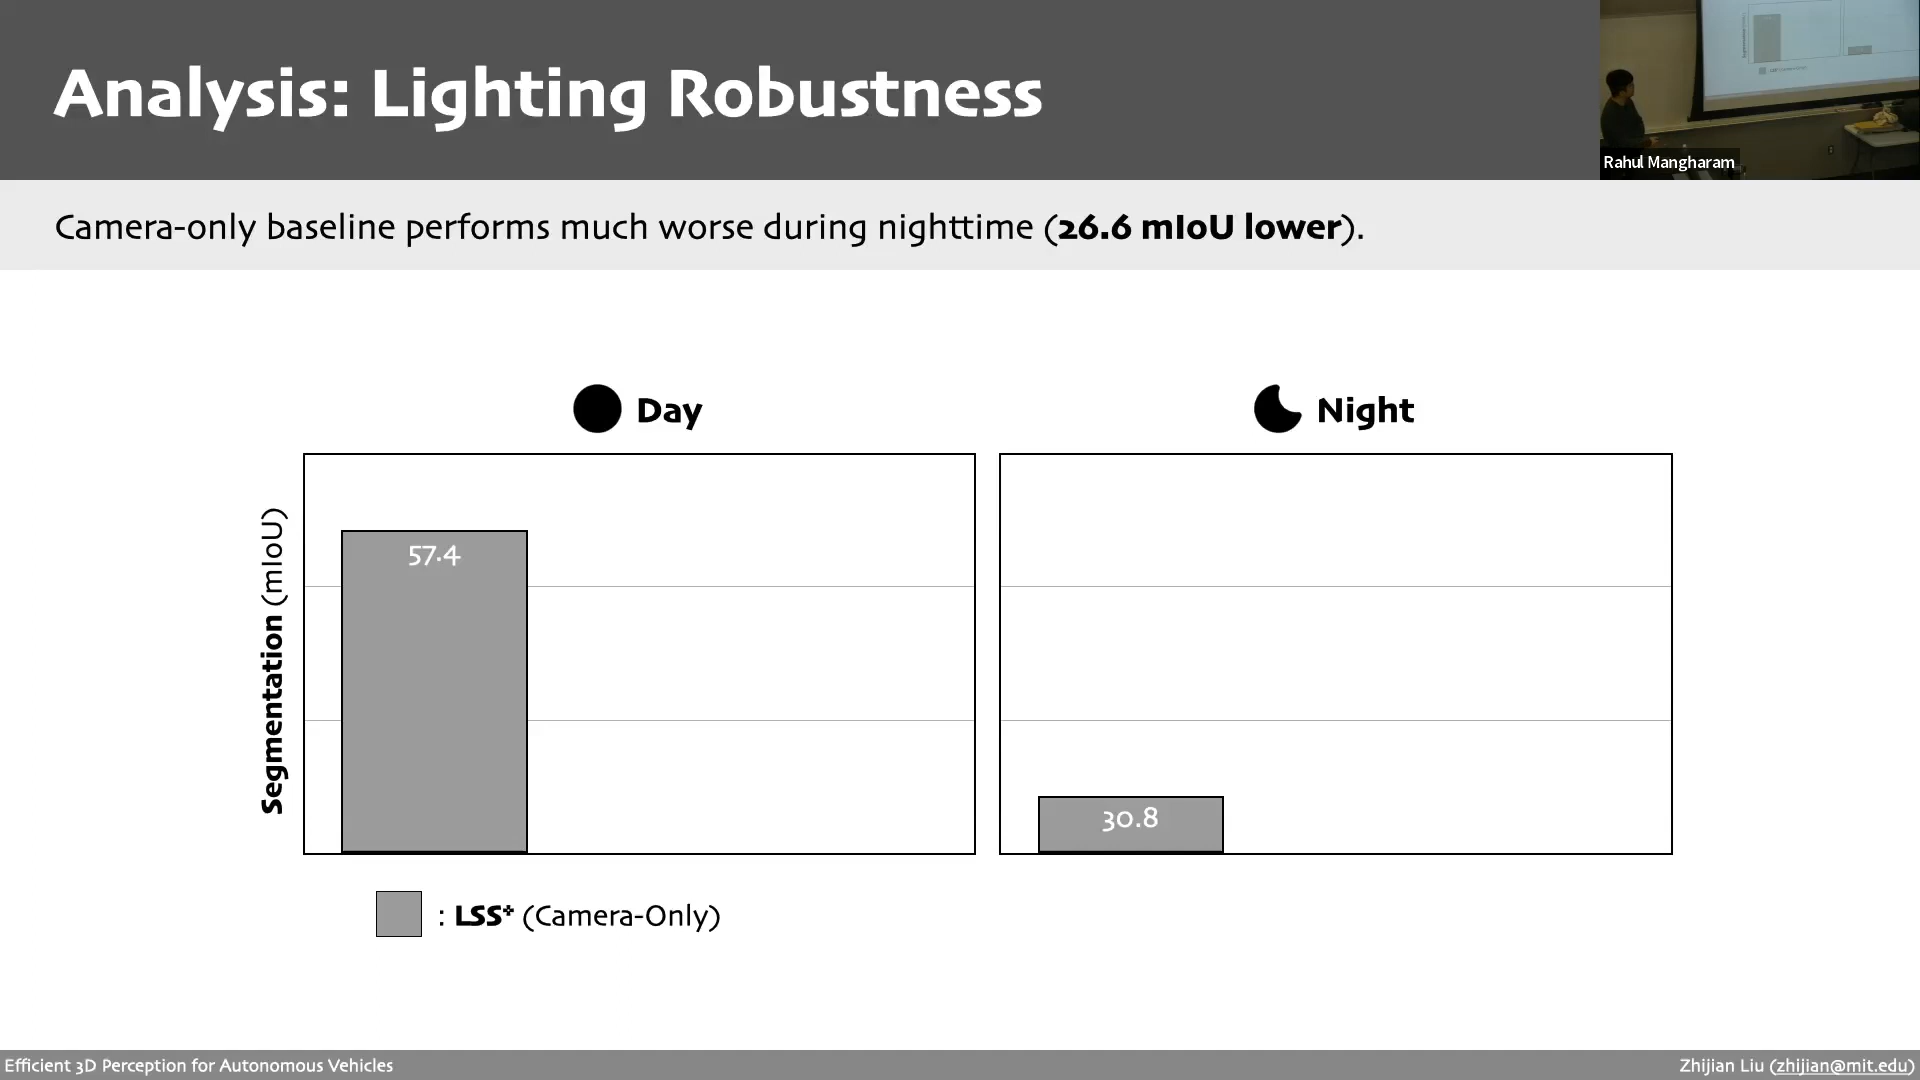 Analysis: Lighting Robustness
Rahul Mangharam
Camera-only baseline performs much worse during nighttime (26.6 mIoU lower).
Day
Night
Segmentation (mIoU)
57.4
30.8
: LSS+ (Camera-Only)
Efficient 3D Perception for Autonomous Vehicles
Zhijian Liu (zhijian@mit.edu)